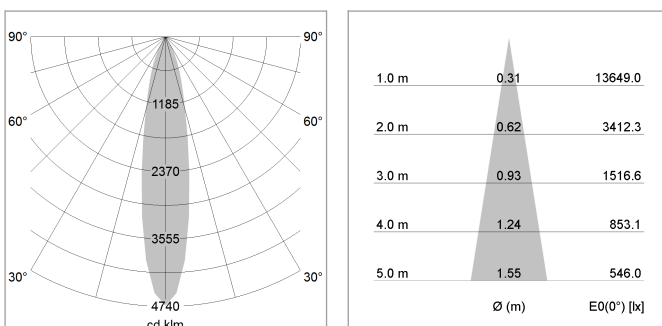 90° 90°
1185
60° 60°
2370
3555
30° 30°
4740
cd klm
1.0 m 0.31 13649.0
2.0 m 0.62 3412.3
3.0 m 0.93 1516.6
4.0 m 1.24 853.1
5.0 m 1.55 546.0
Ø (m) E0(0°) [lx]